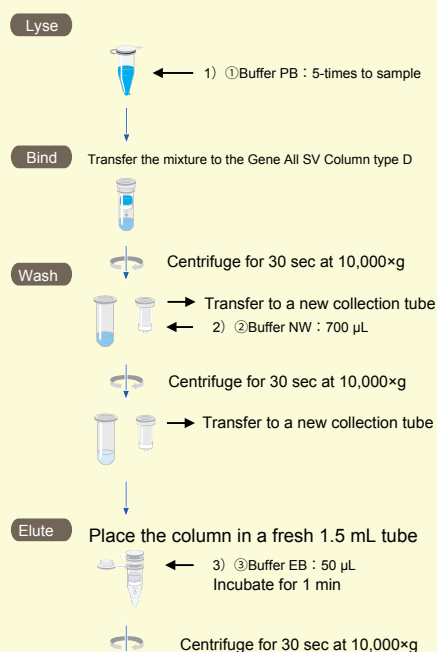 Lyse
1) ①Buffer PB：5-times to sample
Bind
Transfer the mixture to the Gene All SV Column type D
Centrifuge for 30 sec at 10,000×g
Wash
Transfer to a new collection tube
2) ②Buffer NW：700 µL
Centrifuge for 30 sec at 10,000×g
Transfer to a new collection tube
Elute
Place the column in a fresh 1.5 mL tube
3) ③Buffer EB：50 µL
Incubate for 1 min
Centrifuge for 30 sec at 10,000×g